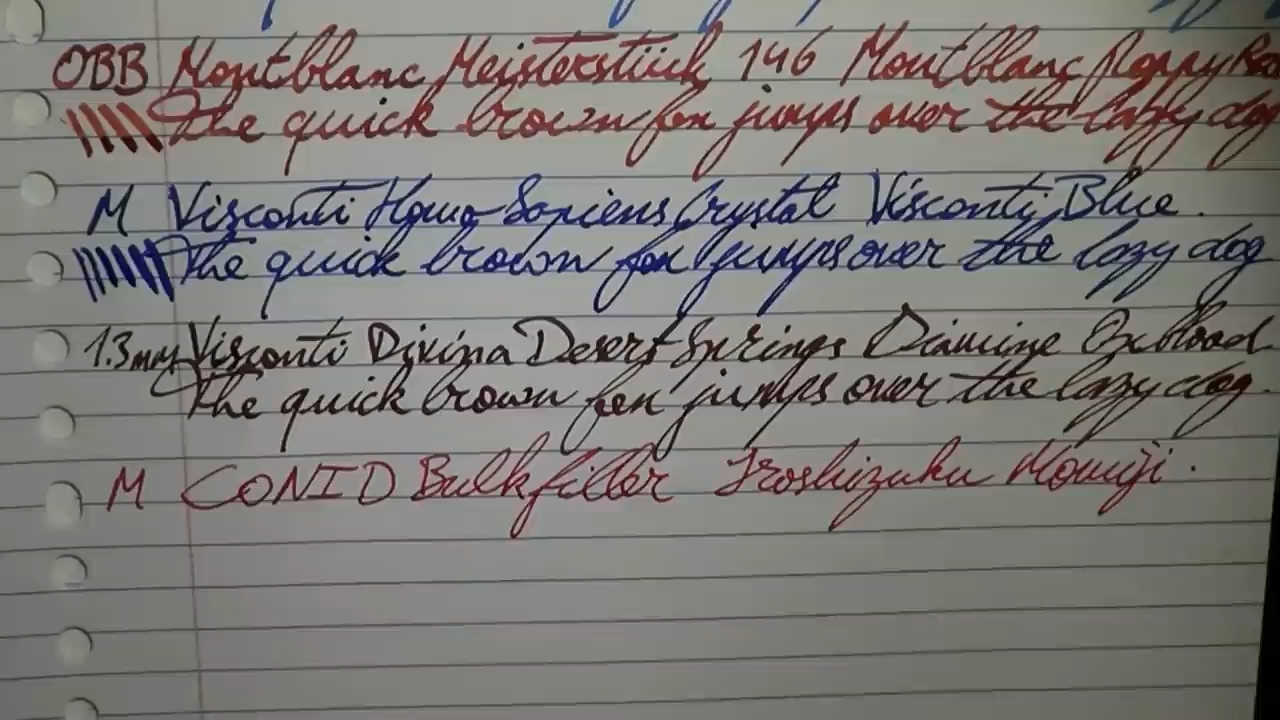 OBB Montblanc Meisterstück 146 Montblanc Poppy Red
The quick brown fox jumps over the lazy dog
M Visconti Homo Sapiens Crystal Visconti Blue.
The quick brown fox jumps over the lazy dog
1.3mm Visconti Divina Desert Springs Diamine Oxblood
The quick brown fox jumps over the lazy dog.
M CONID Bulkfiller Iroshizuku Momiji.